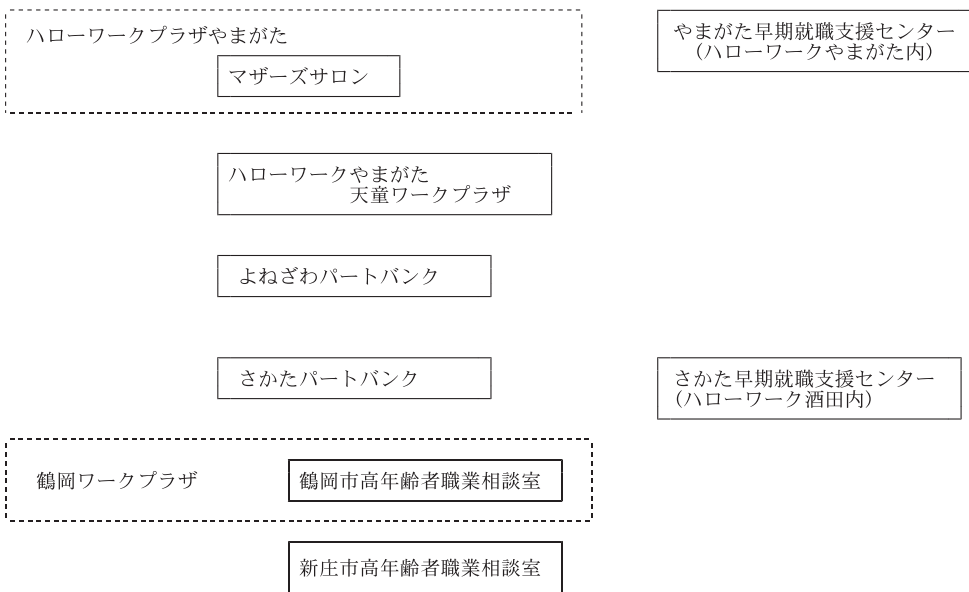 ハローワークプラザやまがた
マザーズサロン
やまがた早期就職支援センター
(ハローワークやまがた内)
ハローワークやまがた
天童ワークプラザ
よねざわパートバンク
さかたパートバンク
さかた早期就職支援センター
(ハローワーク酒田内)
鶴岡ワークプラザ
鶴岡市高年齢者職業相談室
新庄市高年齢者職業相談室